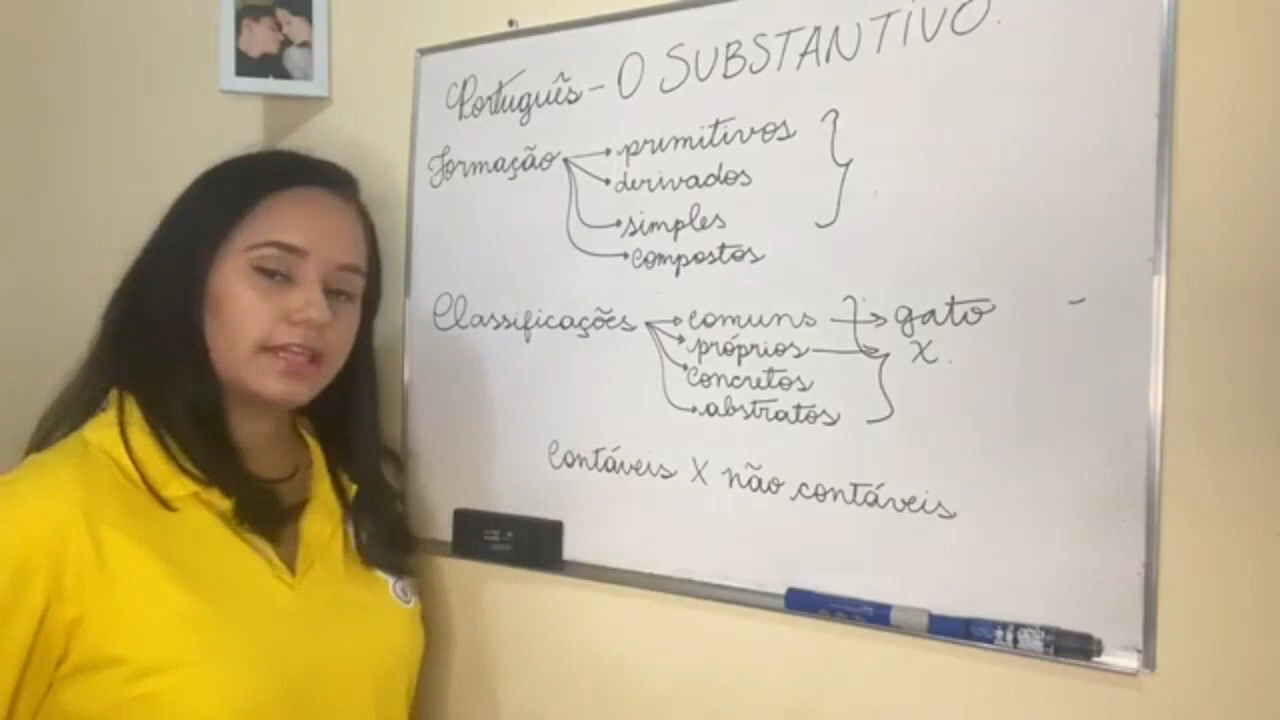 Português - O SUBSTANTIVO.
Formação → primitivos }
→ derivados
→ simples
→ compostos
Classificações → comuns } → gato
próprios → X.
concretos
abstratos }
Contáveis X não contáveis